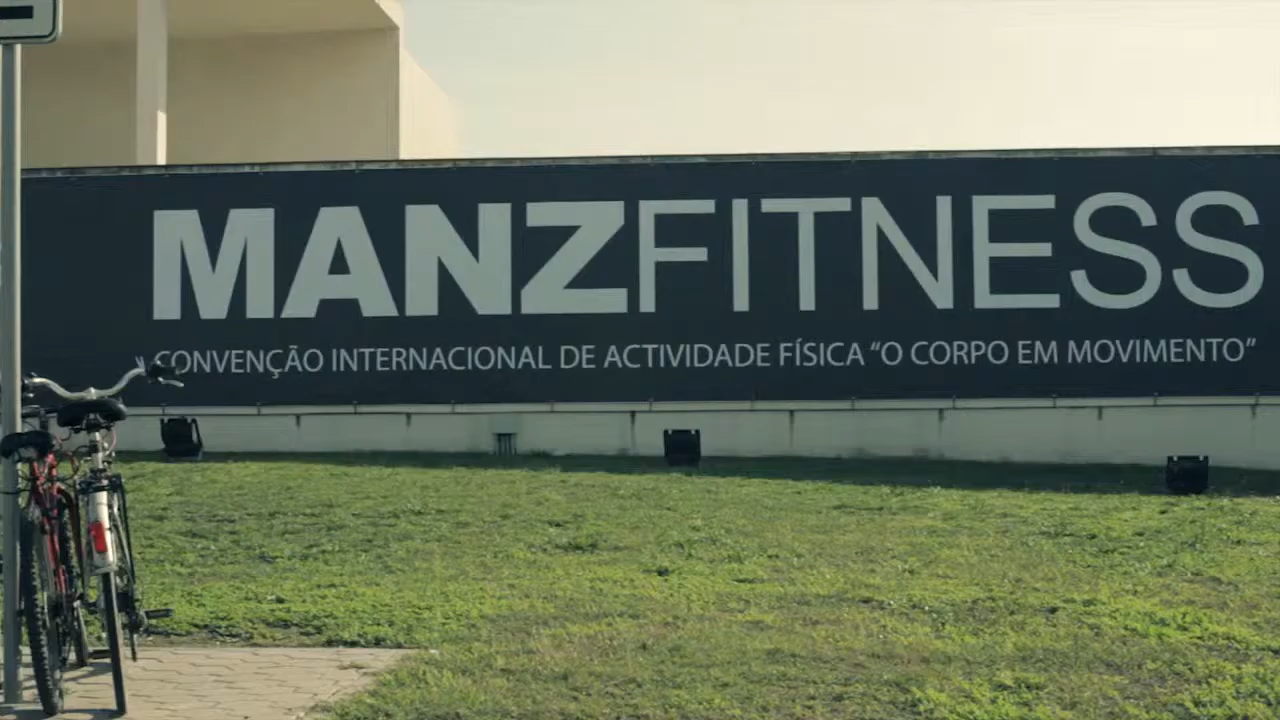 MANZFITNESS
CONVENÇÃO INTERNACIONAL DE ACTIVIDADE FÍSICA “O CORPO EM MOVIMENTO”